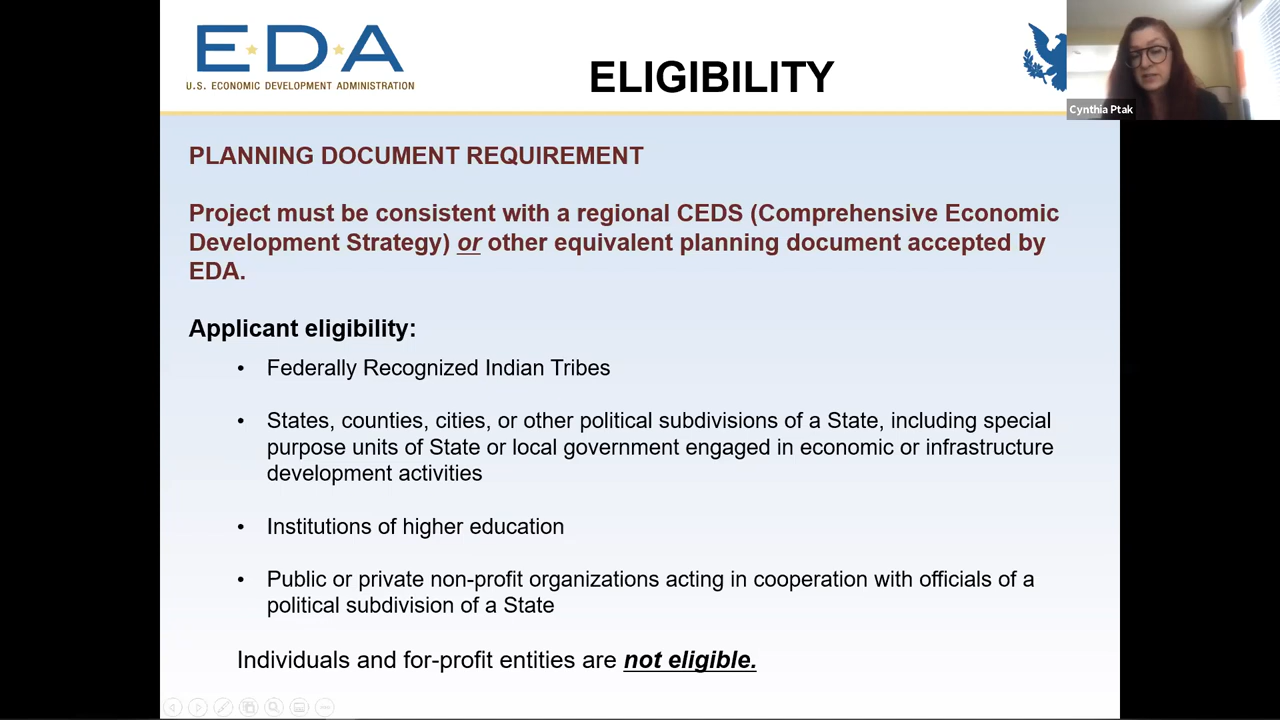 E★D★A
U.S. ECONOMIC DEVELOPMENT ADMINISTRATION
ELIGIBILITY
Cynthia Ptak
PLANNING DOCUMENT REQUIREMENT
Project must be consistent with a regional CEDS (Comprehensive Economic
Development Strategy) or other equivalent planning document accepted by
EDA.
Applicant eligibility:
• Federally Recognized Indian Tribes
• States, counties, cities, or other political subdivisions of a State, including special
purpose units of State or local government engaged in economic or infrastructure
development activities
• Institutions of higher education
• Public or private non-profit organizations acting in cooperation with officials of a
political subdivision of a State
Individuals and for-profit entities are not eligible.